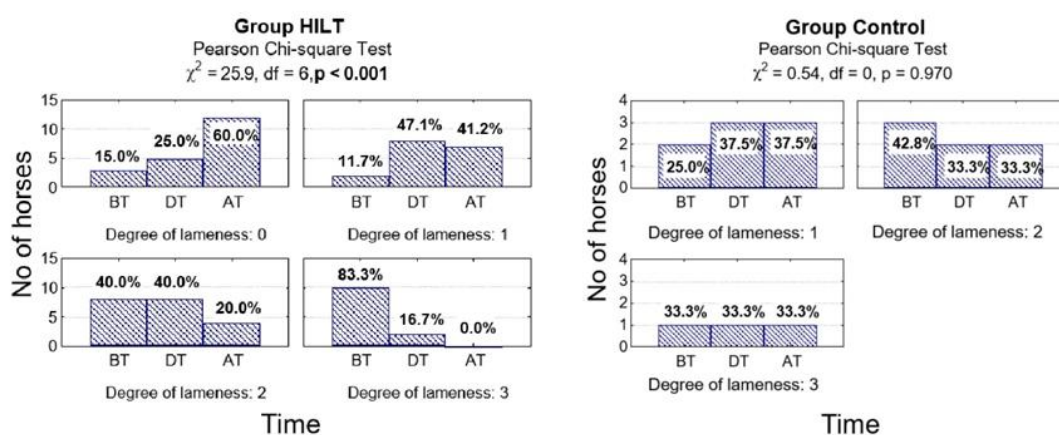 Group HILT
Pearson Chi-square Test
χ² = 25.9, df = 6,p < 0.001
No of horses
15
10
5
0
15.0%
25.0%
60.0%
BT DT AT
Degree of lameness: 0
11.7%
47.1%
41.2%
BT DT AT
Degree of lameness: 1
15
10
5
0
40.0%
40.0%
20.0%
BT DT AT
Degree of lameness: 2
83.3%
16.7%
0.0%
BT DT AT
Degree of lameness: 3
Time
Group Control
Pearson Chi-square Test
χ² = 0.54, df = 0, p = 0.970
No of horses
4
3
2
1
0
25.0%
37.5%
37.5%
BT DT AT
Degree of lameness: 1
42.8%
33.3%
33.3%
BT DT AT
Degree of lameness: 2
4
3
2
1
0
33.3%
33.3%
33.3%
BT DT AT
Degree of lameness: 3
Time